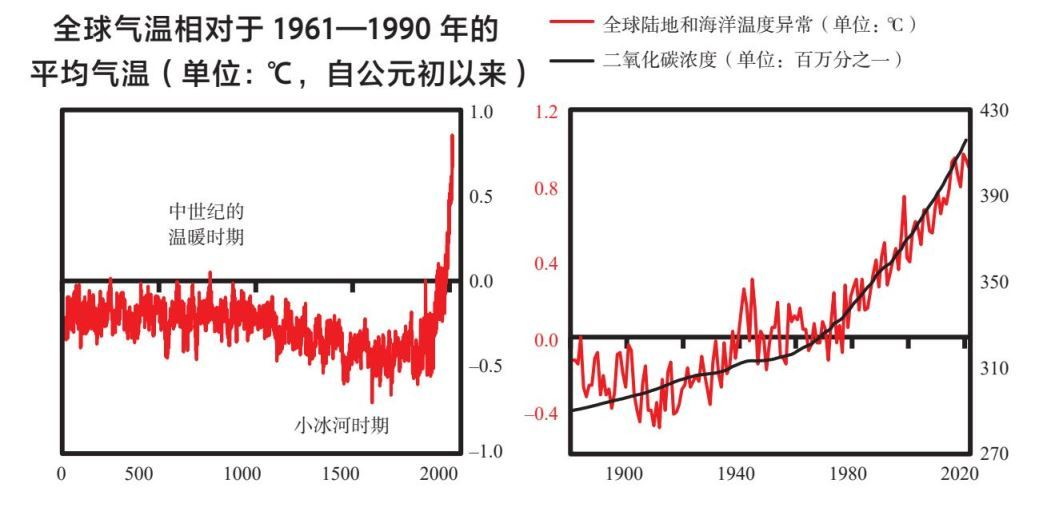 全球气温相对于 1961—1990 年的
平均气温（单位：℃，自公元初以来）
1.0
0.5
0.0
–0.5
–1.0
中世纪的
温暖时期
小冰河时期
0 500 1000 1500 2000
全球陆地和海洋温度异常（单位：℃）
二氧化碳浓度（单位：百万分之一）
1.2
0.8
0.4
0.0
–0.4
430
390
350
310
270
1900 1940 1980 2020